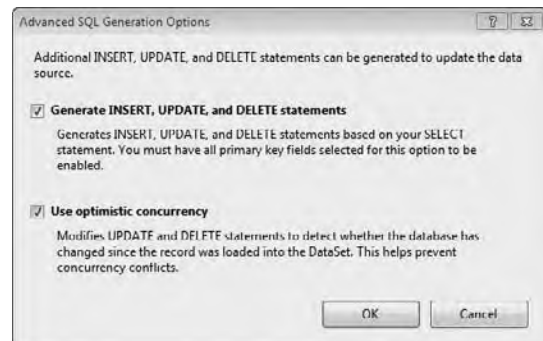 Advanced SQL Generation Options
Additional INSERT, UPDATE, and DELETE statements can be generated to update the data
source.
Generate INSERT, UPDATE, and DELETE statements
Generates INSERT, UPDATE, and DELETE statements based on your SELECT
statement. You must have all primary key fields selected for this option to be
enabled.
Use optimistic concurrency
Modifies UPDATE and DELETE statements to detect whether the database has
changed since the record was loaded into the DataSet. This helps prevent
concurrency conflicts.
OK Cancel